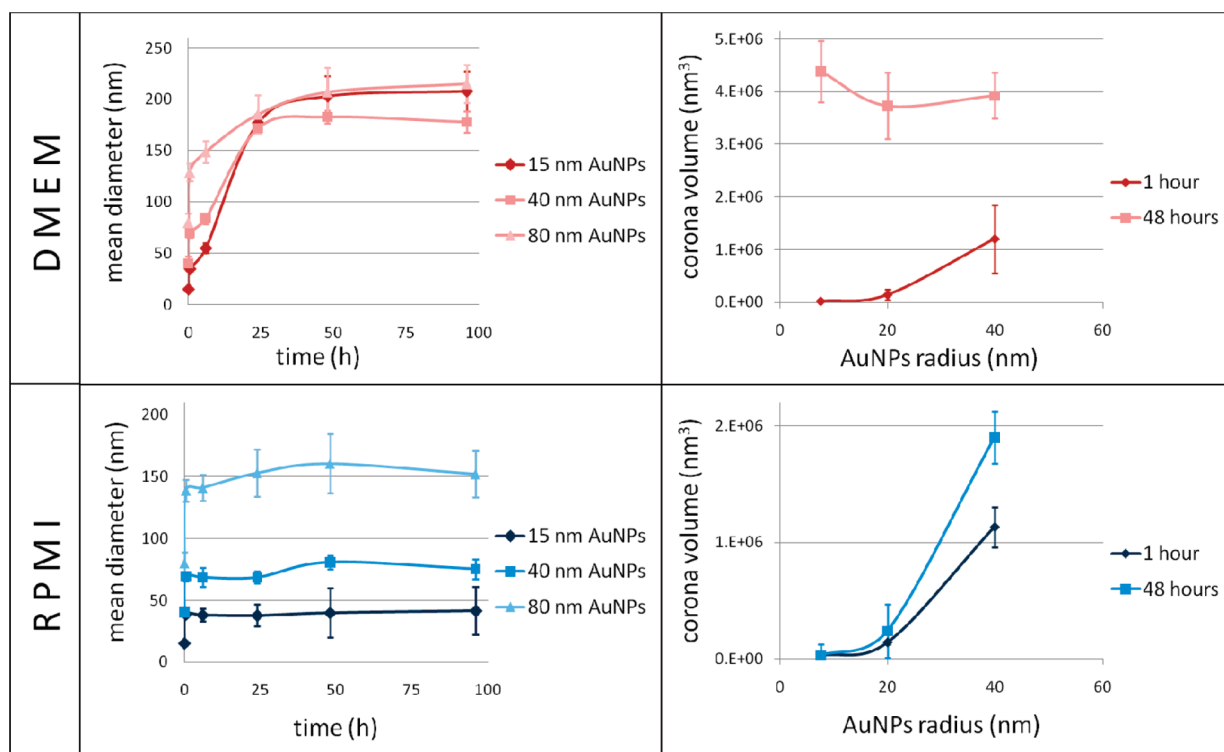 DMEM
mean diameter (nm)
250
200
150
100
50
0
0 25 50 75 100
time (h)
15 nm AuNPs
40 nm AuNPs
80 nm AuNPs
corona volume (nm³)
5.E+06
4.E+06
3.E+06
2.E+06
1.E+06
0.E+00
0 20 40 60
AuNPs radius (nm)
1 hour
48 hours
RPMI
mean diameter (nm)
200
150
100
50
0
0 25 50 75 100
time (h)
15 nm AuNPs
40 nm AuNPs
80 nm AuNPs
corona volume (nm³)
2.E+06
1.E+06
0.E+00
0 20 40 60
AuNPs radius (nm)
1 hour
48 hours